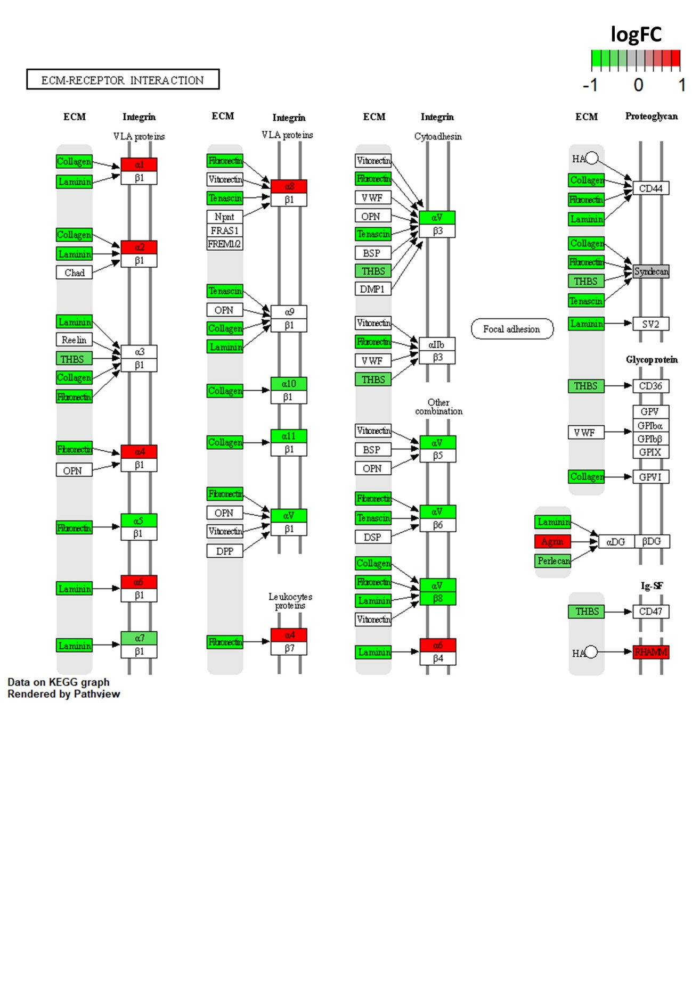 logFC
-1 0 1
ECM-RECEPTOR INTERACTION
ECM
Integrin
VLA proteins
Collagen
Laminin
α1
β1
Collagen
Laminin
Chad
α2
β1
Laminin
Reelin
THBS
Collagen
Fibronectin
α3
β1
Fibronectin
OPN
α4
β1
Fibronectin
α5
β1
Laminin
α6
β1
Laminin
α7
β1
ECM
Integrin
VLA proteins
Fibronectin
Vitronectin
Tenascin
Npnt
FRAS1
FREM1/2
α8
β1
Tenascin
OPN
Collagen
Laminin
α9
β1
Collagen
α10
β1
Collagen
α11
β1
Fibronectin
OPN
Vitronectin
DPP
αV
β1
Leukocytes
proteins
Fibronectin
α4
β7
ECM
Integrin
Cytoadhesin
Vitronectin
Fibronectin
VWF
OPN
Tenascin
BSP
THBS
DMP1
αV
β3
Vitronectin
Fibronectin
VWF
THBS
αIIb
β3
Other
combination
Vitronectin
BSP
OPN
αV
β5
Fibronectin
Tenascin
DSP
αV
β6
Collagen
Fibronectin
Laminin
Vitronectin
αV
β8
Laminin
α6
β4
Focal adhesion
ECM
Proteoglycan
HA
Collagen
Fibronectin
Laminin
CD44
Collagen
Fibronectin
THBS
Tenascin
Syndecan
Laminin
SV2
Glycoprotein
THBS
CD36
VWF
GPV
GPIbα
GPIbβ
GPIX
Collagen
GPVI
Laminin
Agrin
Perlecan
αDG
βDG
Ig-SF
THBS
CD47
HA
RHAMM
Data on KEGG graph
Rendered by Pathview